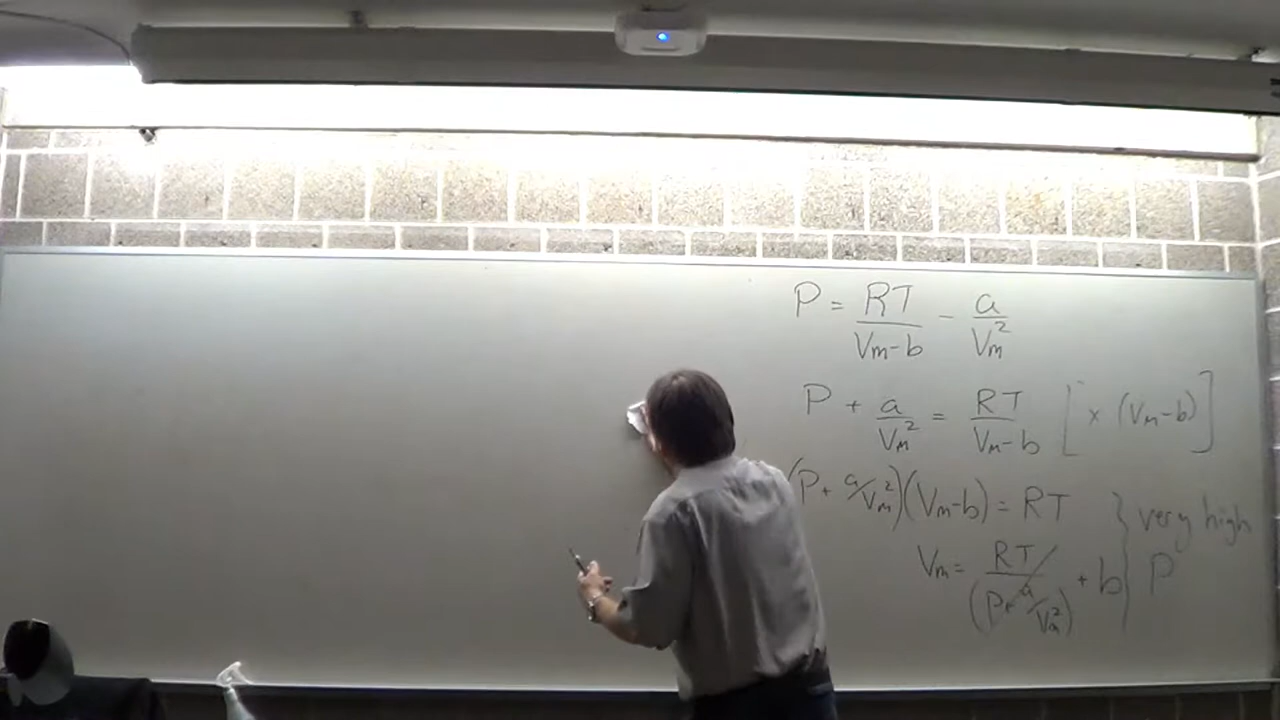 P = RT/(Vm-b) - a/Vm²
P + a/Vm² = RT/(Vm-b) [× (Vm-b)]
(P + a/Vm²)(Vm-b) = RT } very high
Vm = RT/(P+a/Vm²) + b } P